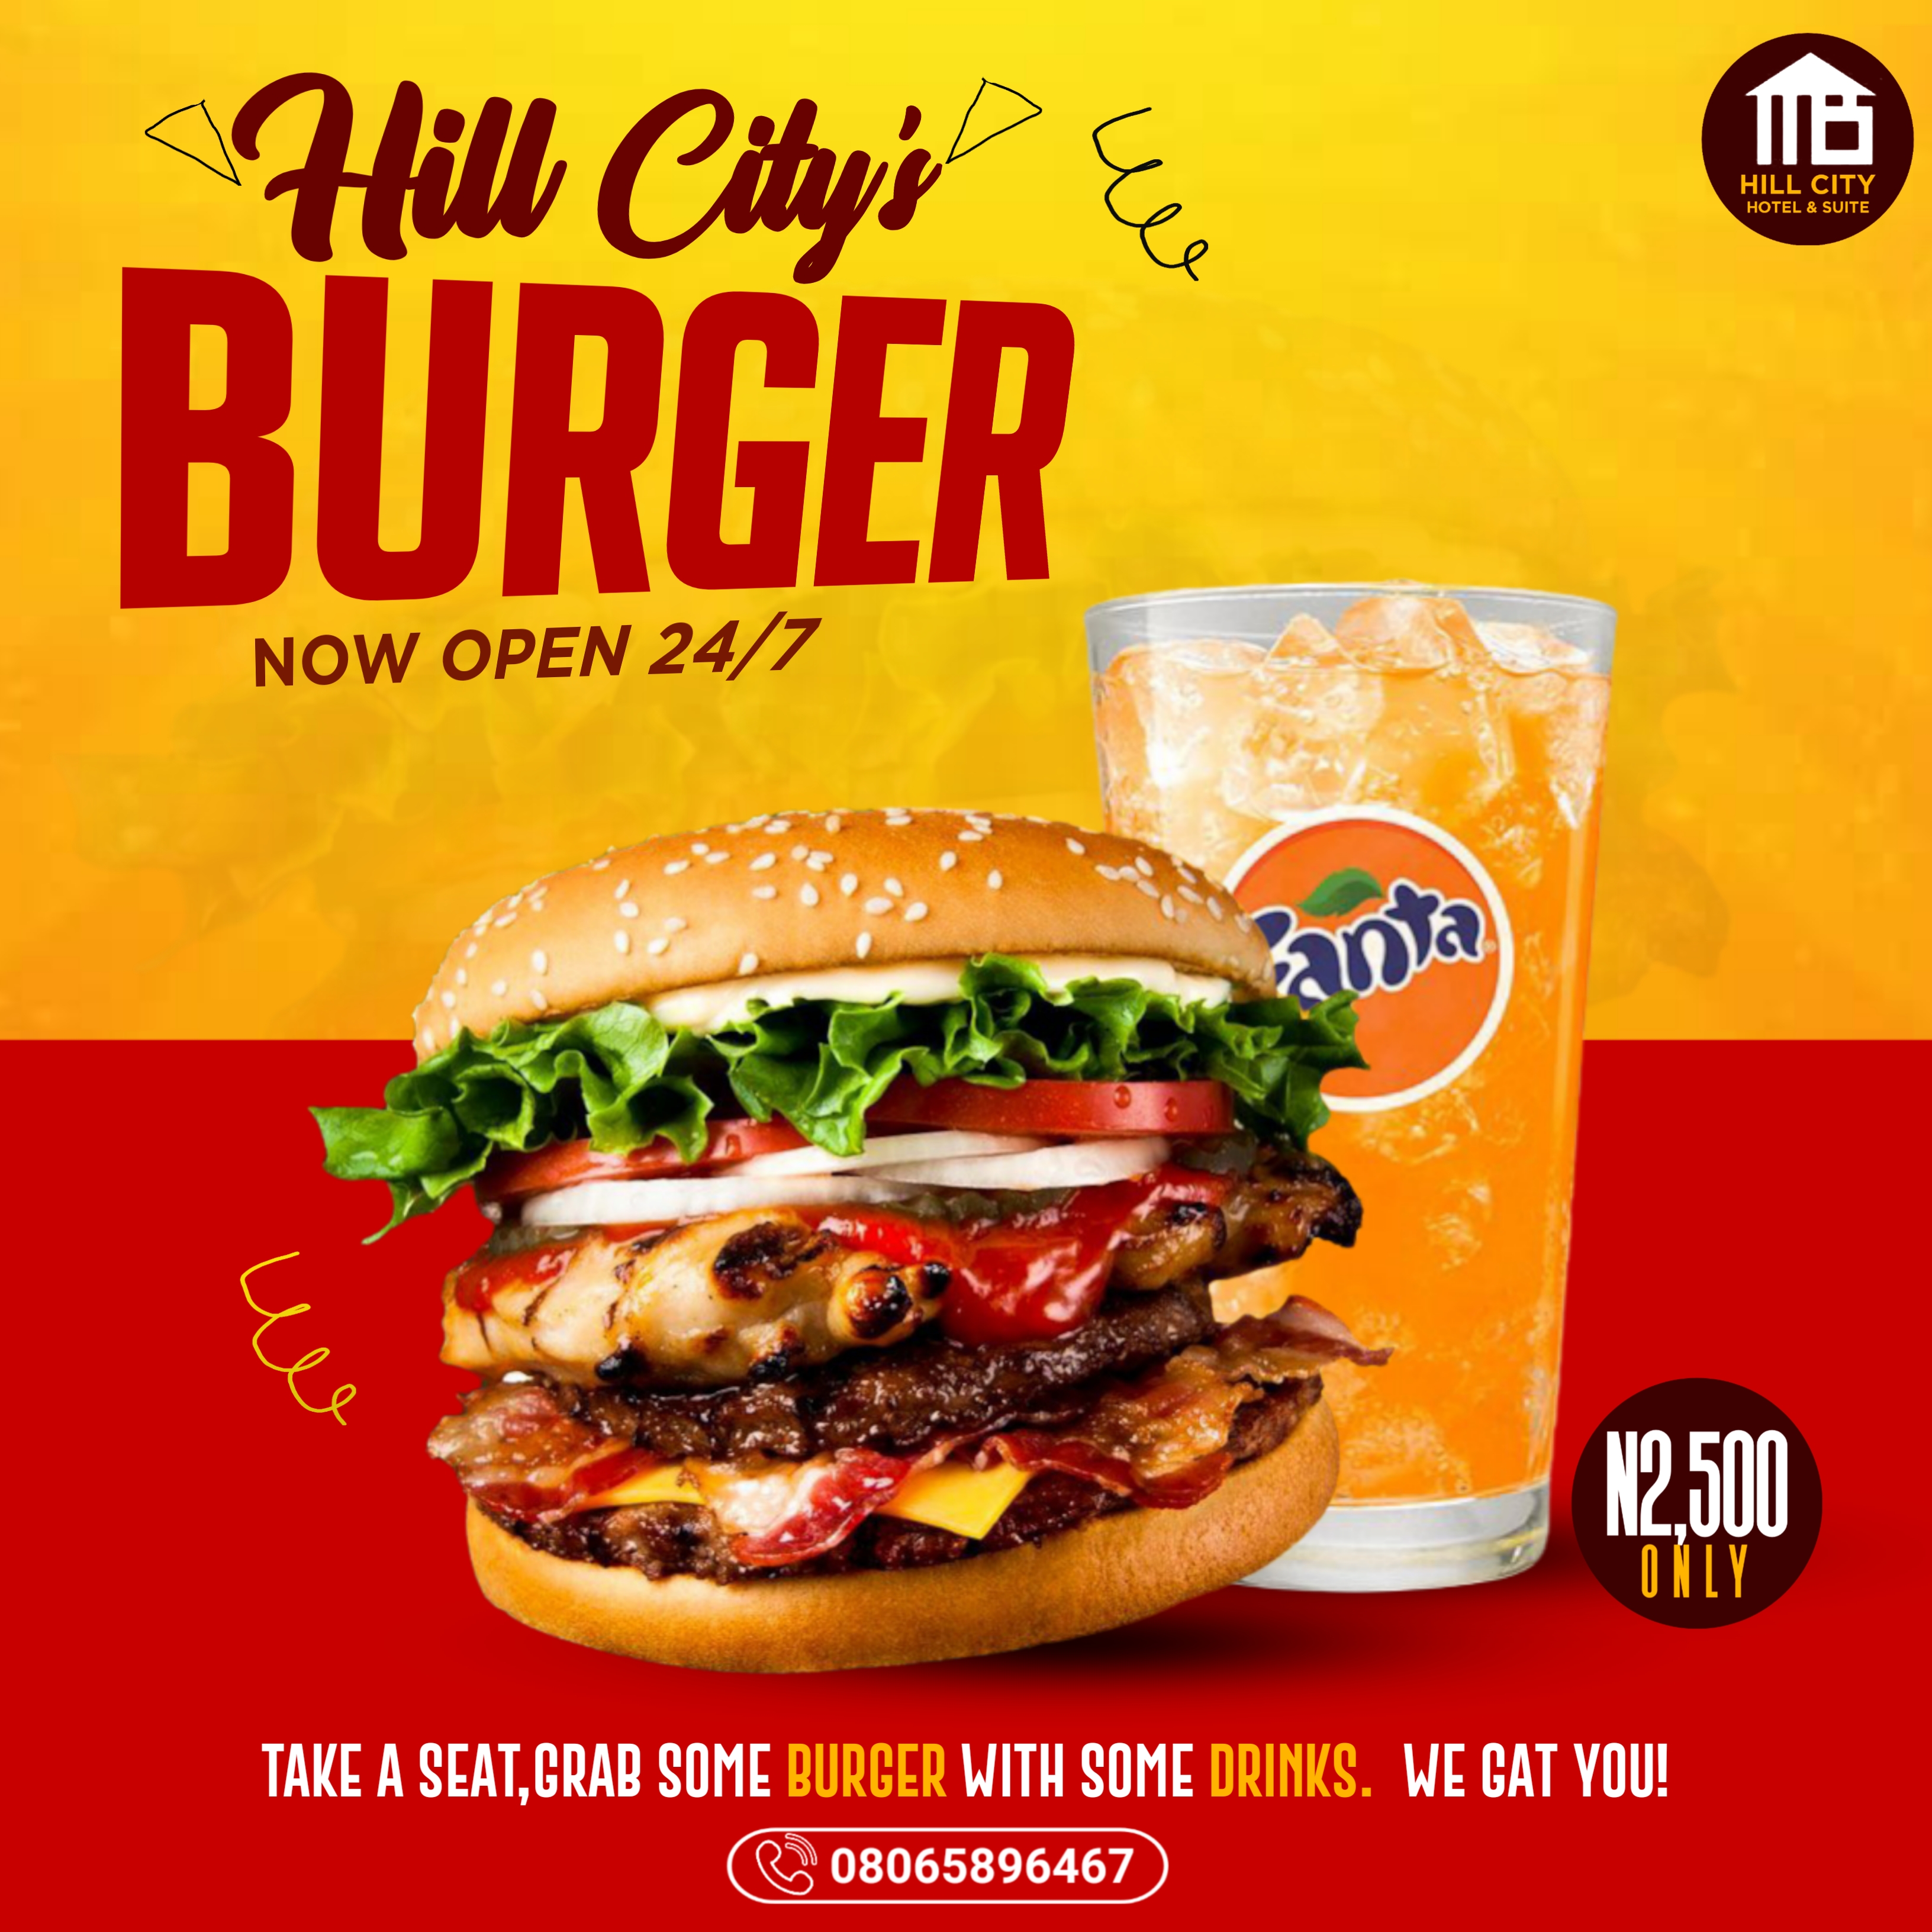 Hill City's
BURGER
NOW OPEN 24/7
HILL CITY
HOTEL & SUITE
Fanta
N2,500
ONLY
TAKE A SEAT,GRAB SOME BURGER WITH SOME DRINKS. WE GAT YOU!
08065896467